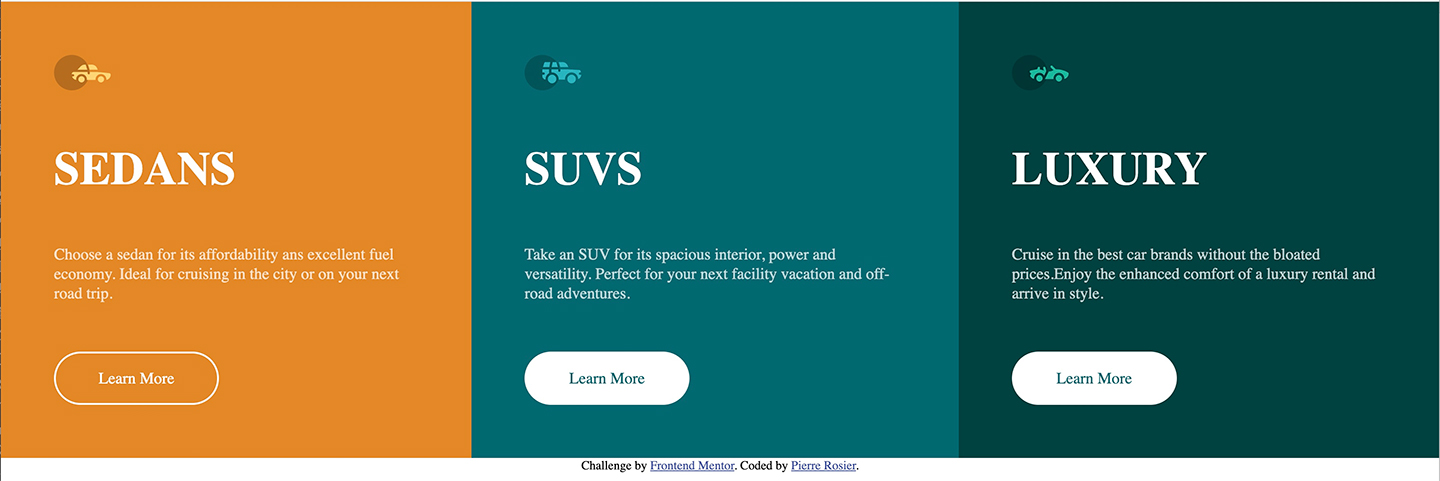 SEDANS
Choose a sedan for its affordability ans excellent fuel
economy. Ideal for cruising in the city or on your next
road trip.
Learn More
SUVS
Take an SUV for its spacious interior, power and
versatility. Perfect for your next facility vacation and off-
road adventures.
Learn More
LUXURY
Cruise in the best car brands without the bloated
prices.Enjoy the enhanced comfort of a luxury rental and
arrive in style.
Learn More
Challenge by Frontend Mentor. Coded by Pierre Rosier.